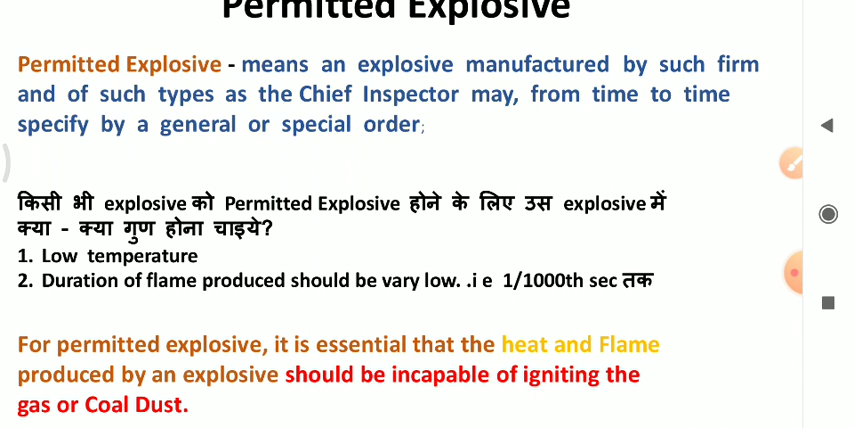 Permitted Explosive
Permitted Explosive - means an explosive manufactured by such firm
and of such types as the Chief Inspector may, from time to time
specify by a general or special order;
किसी भी explosive को Permitted Explosive होने के लिए उस explosive में
क्या - क्या गुण होना चाइये?
1. Low temperature
2. Duration of flame produced should be vary low. .i e 1/1000th sec तक
For permitted explosive, it is essential that the heat and Flame
produced by an explosive should be incapable of igniting the
gas or Coal Dust.